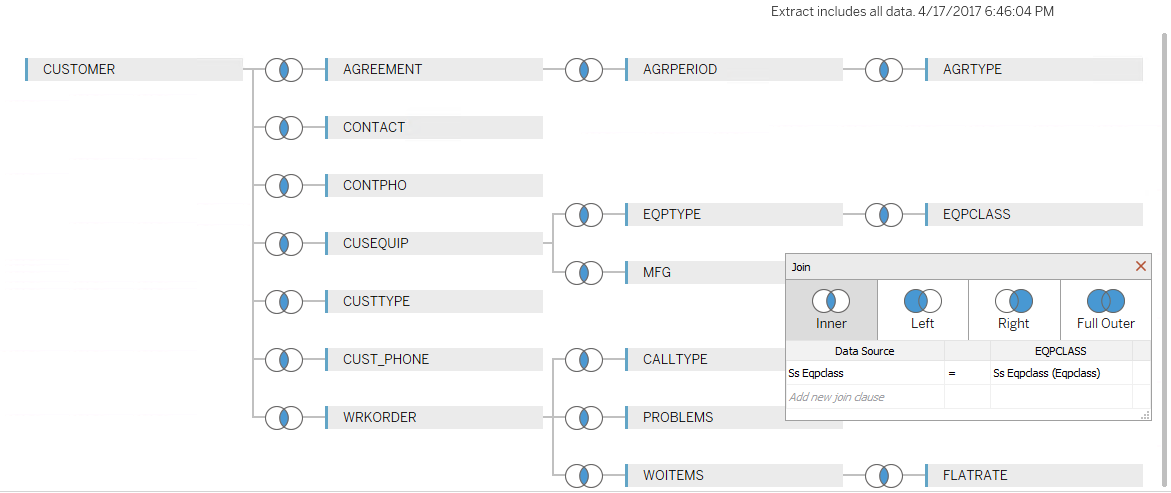 Extract includes all data. 4/17/2017 6:46:04 PM
CUSTOMER AGREEMENT AGRPERIOD AGRTYPE
CONTACT
CONTPHO
EQPTYPE EQPCLASS
CUSEQUIP
MFG
Join
CUSTTYPE
Inner Left Right Full Outer
Data Source EQPCLASS
CUST_PHONE CALLTYPE
Ss Eqpclass = Ss Eqpclass (Eqpclass)
Add new join clause
WRKORDER PROBLEMS
WOITEMS FLATRATE